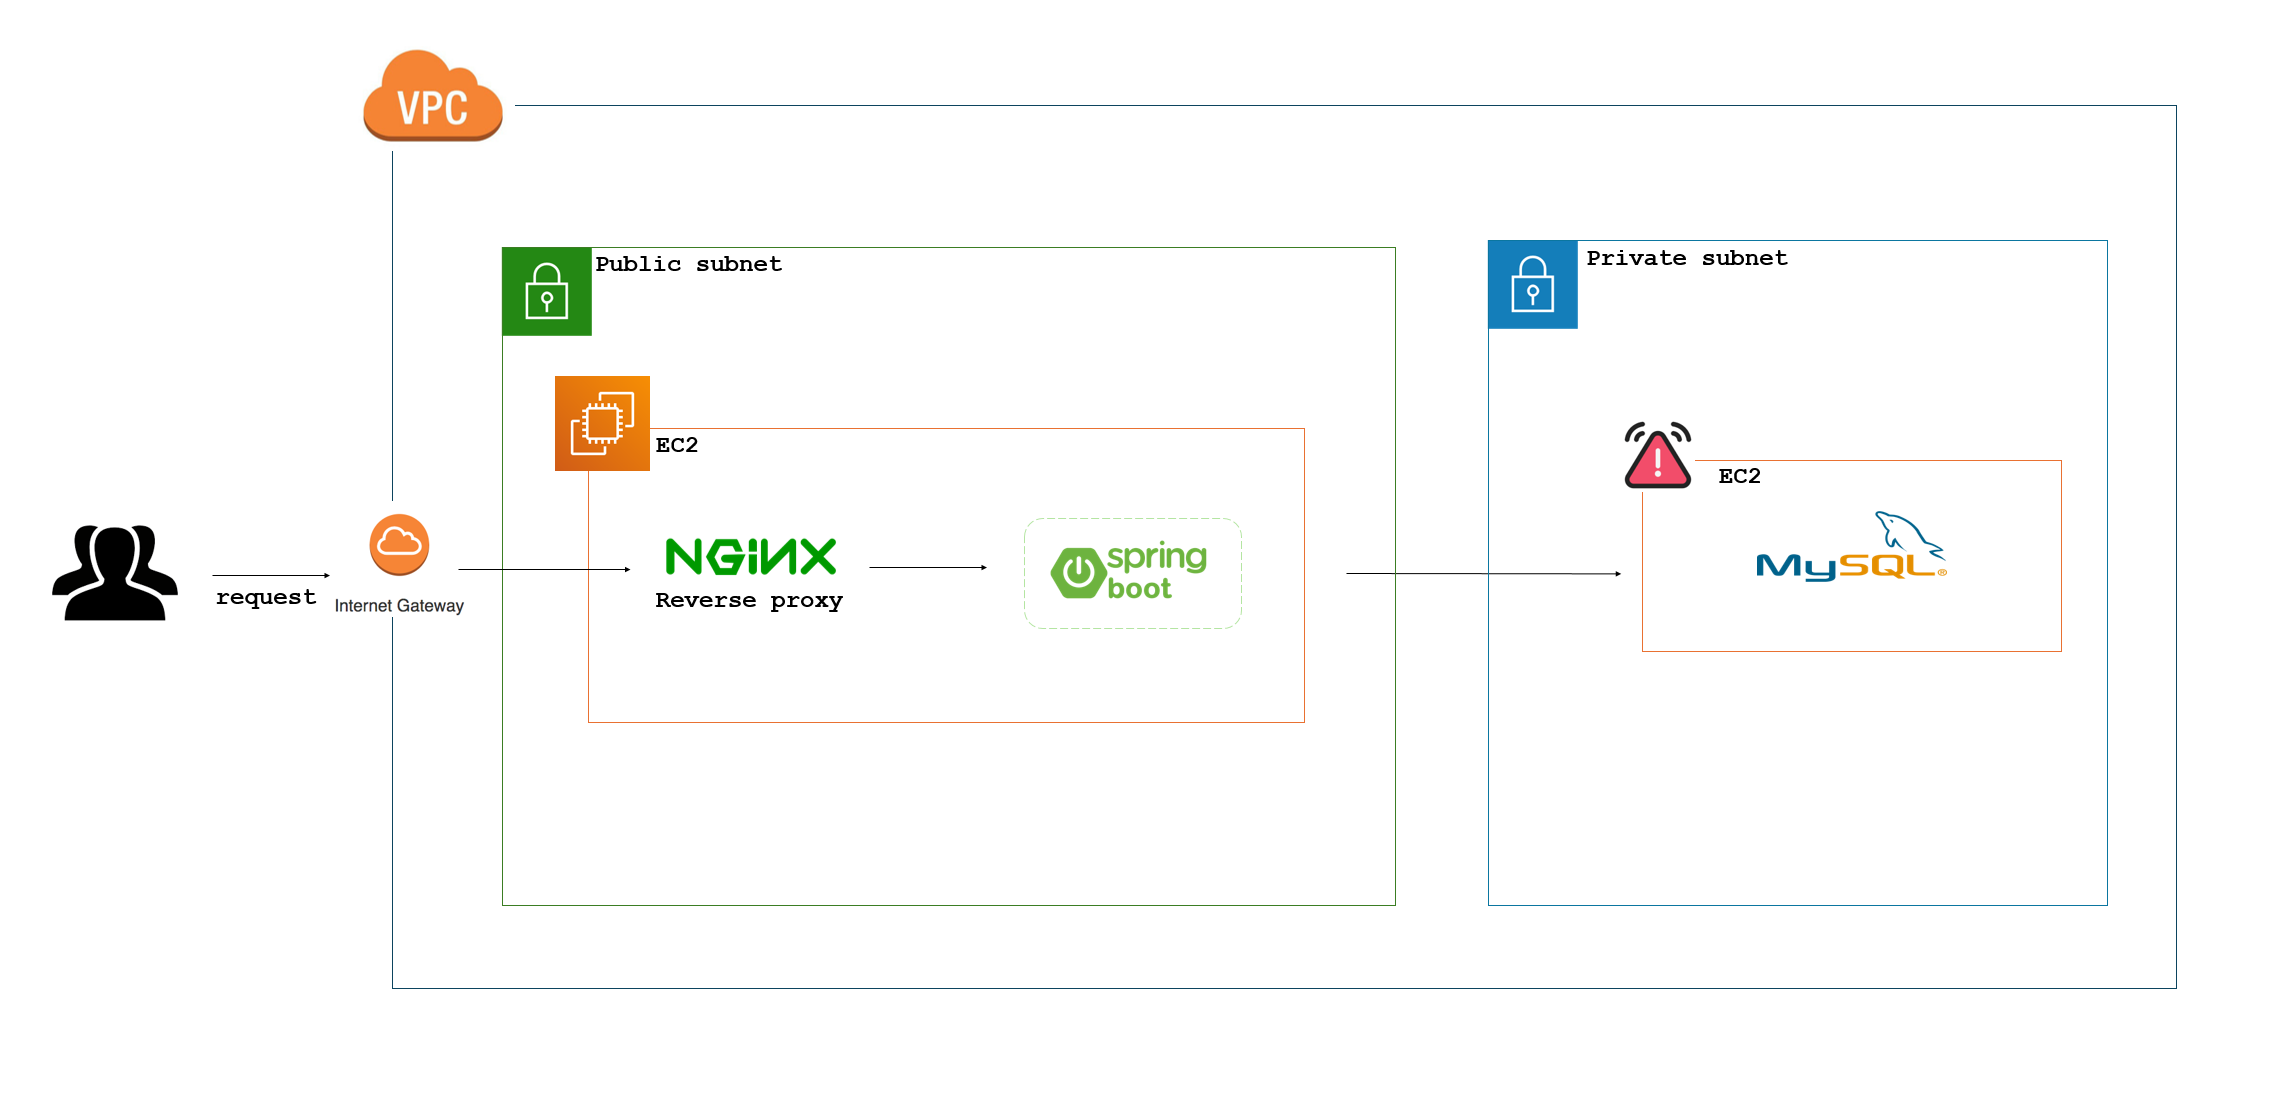 VPC
Public subnet
Private subnet
EC2
EC2
NGiNX
Reverse proxy
spring
boot
MySQL®
request
Internet Gateway